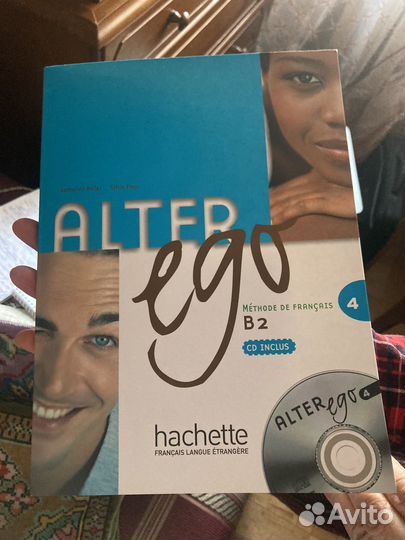 ALTER
ego
MÉTHODE DE FRANÇAIS
4
B2
CD INCLUS
ALTER ego 4
hachette
FRANÇAIS LANGUE ÉTRANGÈRE
Avito